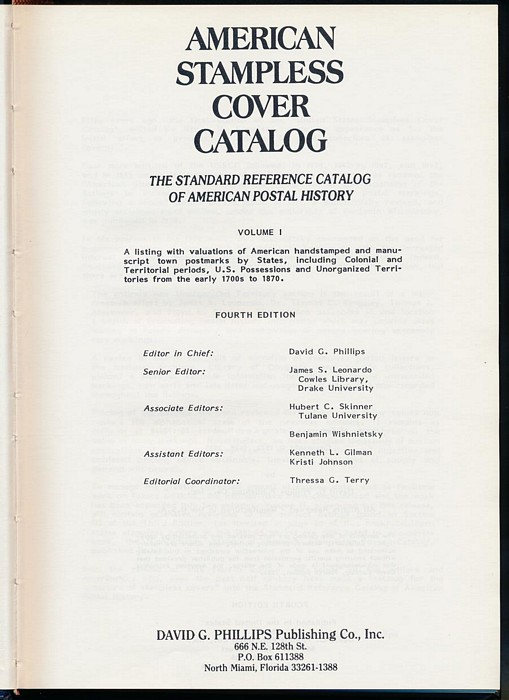 AMERICAN
STAMPLESS
COVER
CATALOG
THE STANDARD REFERENCE CATALOG
OF AMERICAN POSTAL HISTORY
VOLUME I
A listing with valuations of American handstamped and manu-
script town postmarks by States, including Colonial and
Territorial periods, U.S. Possessions and Unorganized Terri-
tories from the early 1700s to 1870.
FOURTH EDITION
Editor in Chief: David G. Phillips
Senior Editor: James S. Leonardo
Cowles Library,
Drake University
Associate Editors: Hubert C. Skinner
Tulane University
Benjamin Wishnietsky
Assistant Editors: Kenneth L. Gilman
Kristi Johnson
Editorial Coordinator: Thressa G. Terry
DAVID G. PHILLIPS Publishing Co., Inc.
666 N.E. 128th St.
P.O. Box 611388
North Miami, Florida 33261-1388